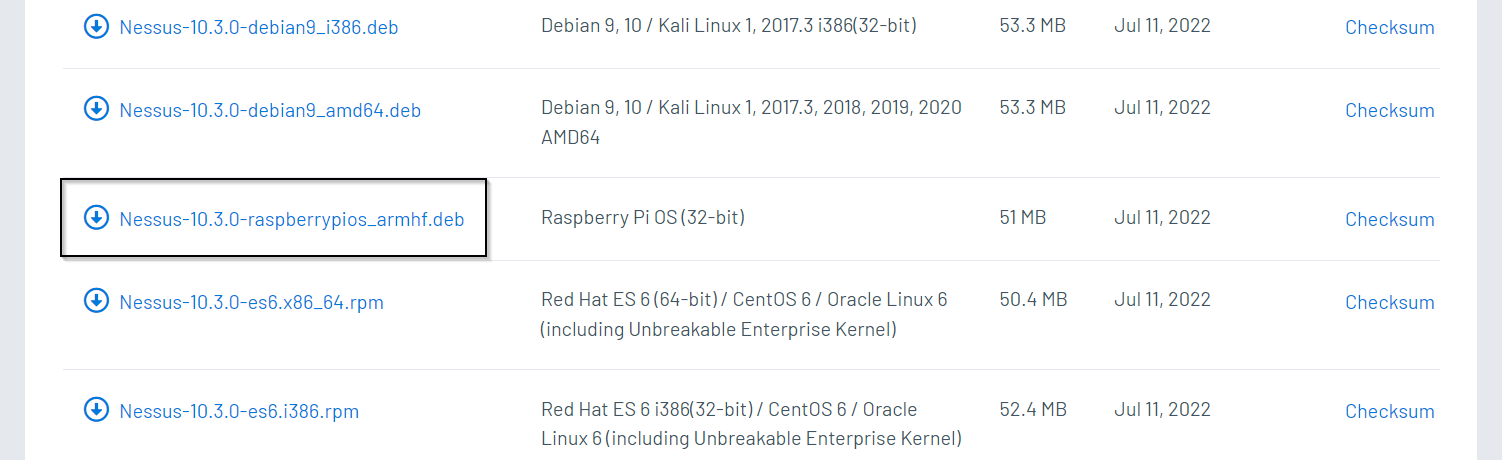 Nessus-10.3.0-debian9_i386.deb Debian 9, 10 / Kali Linux 1, 2017.3 i386(32-bit) 53.3 MB Jul 11, 2022 Checksum
Nessus-10.3.0-debian9_amd64.deb Debian 9, 10 / Kali Linux 1, 2017.3, 2018, 2019, 2020 53.3 MB Jul 11, 2022 Checksum
AMD64
Nessus-10.3.0-raspberrypios_armhf.deb Raspberry Pi OS (32-bit) 51 MB Jul 11, 2022 Checksum
Nessus-10.3.0-es6.x86_64.rpm Red Hat ES 6 (64-bit) / CentOS 6 / Oracle Linux 6 50.4 MB Jul 11, 2022 Checksum
(including Unbreakable Enterprise Kernel)
Nessus-10.3.0-es6.i386.rpm Red Hat ES 6 i386(32-bit) / CentOS 6 / Oracle 52.4 MB Jul 11, 2022 Checksum
Linux 6 (including Unbreakable Enterprise Kernel)